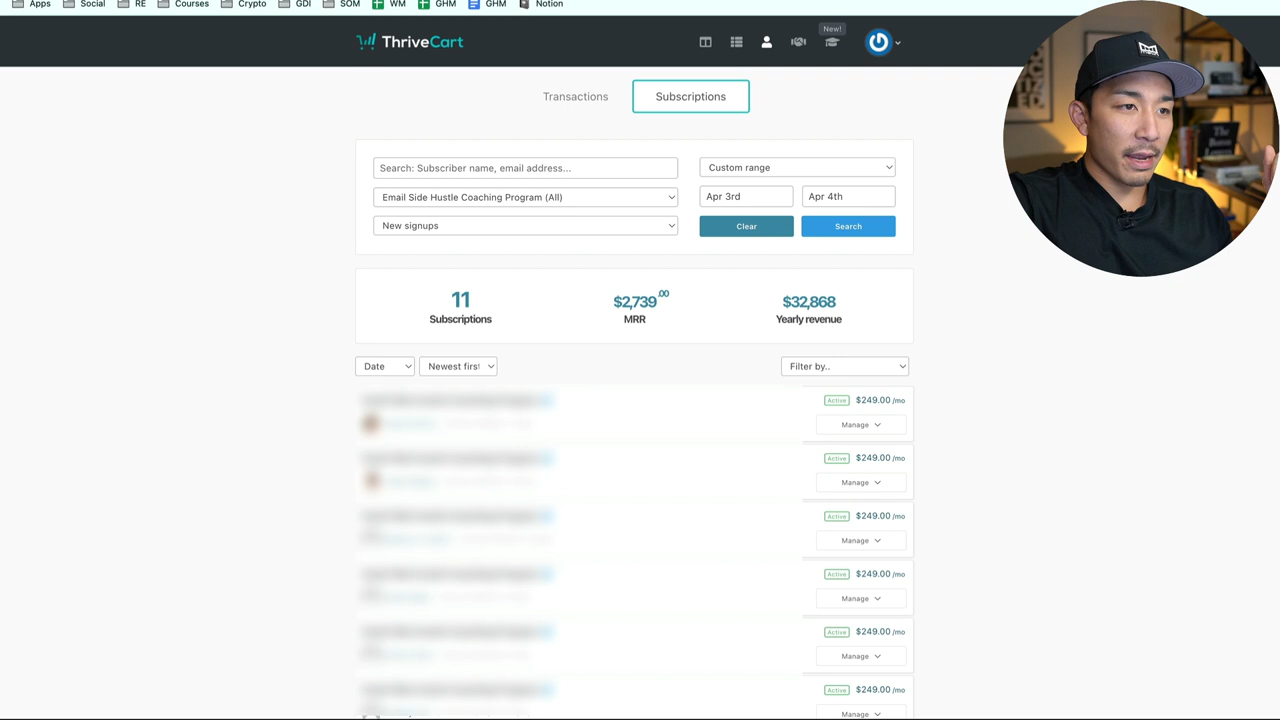 Apps Social RE Courses Crypto GDI SOM WM GHM GHM Notion
ThriveCart
New!
Transactions Subscriptions
Search: Subscriber name, email address...
Custom range
Email Side Hustle Coaching Program (All)
Apr 3rd Apr 4th
New signups
Clear Search
11 $2,739.00 $32,868
Subscriptions MRR Yearly revenue
Date Newest first Filter by..
Active $249.00 /mo
Manage
Active $249.00 /mo
Manage
Active $249.00 /mo
Manage
Active $249.00 /mo
Manage
Active $249.00 /mo
Manage
Active $249.00 /mo
Manage